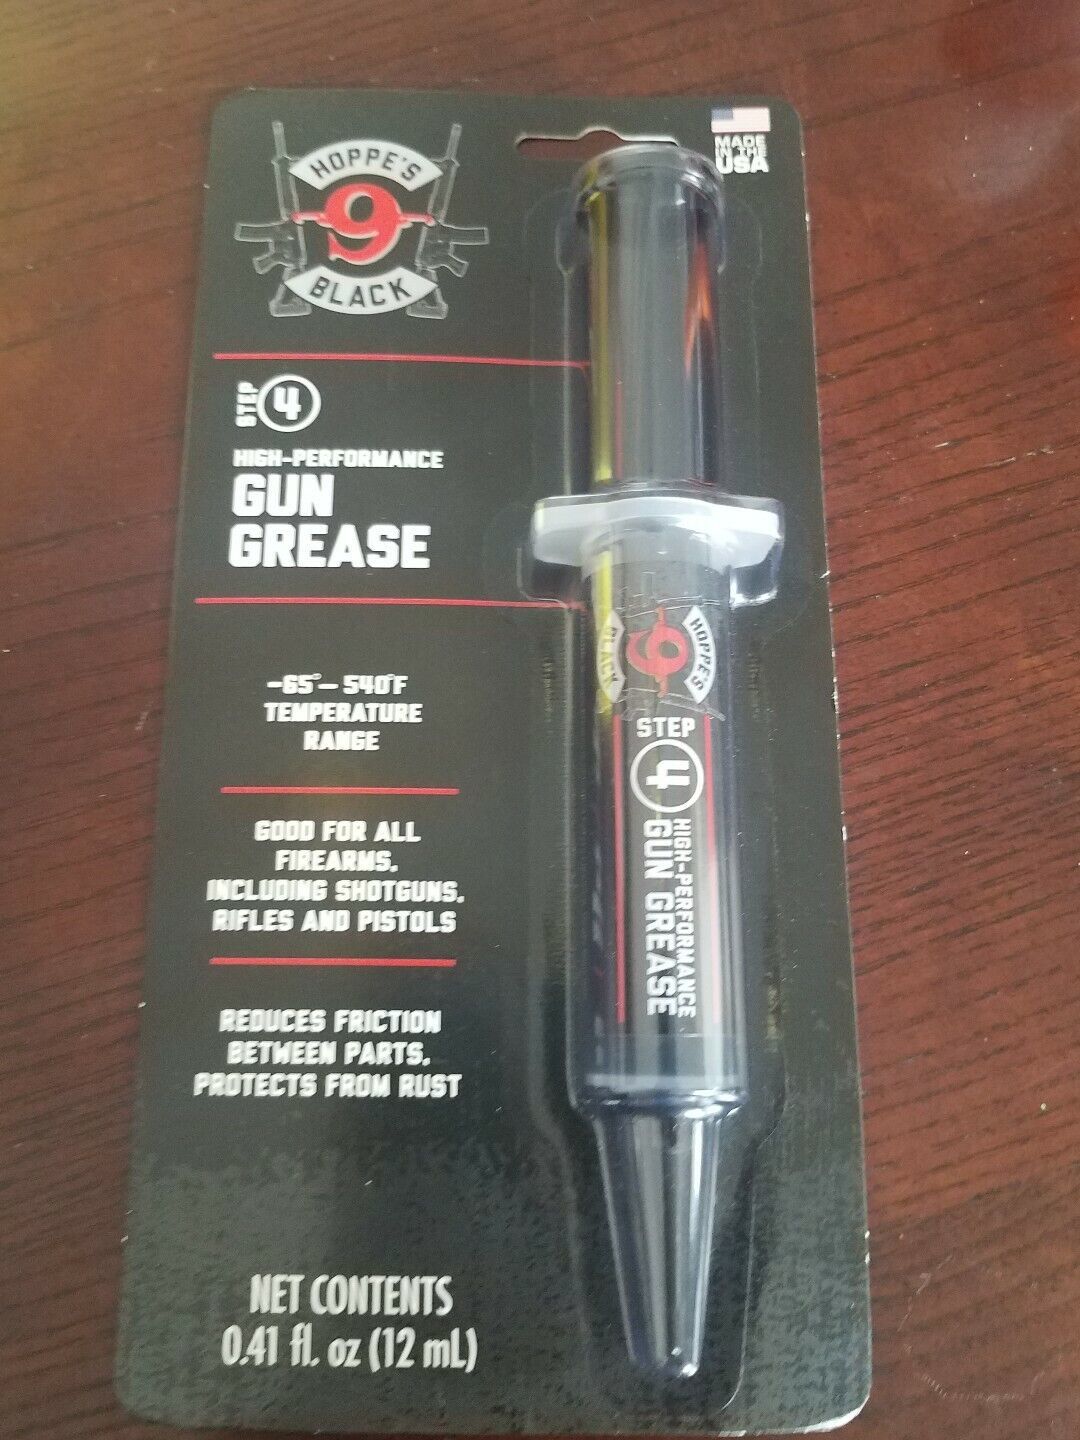 HOPPE'S
9
BLACK
MADE
IN THE
USA
STEP 4
HIGH-PERFORMANCE
GUN
GREASE
-65°- 540°F
TEMPERATURE
RANGE
GOOD FOR ALL
FIREARMS,
INCLUDING SHOTGUNS,
RIFLES AND PISTOLS
REDUCES FRICTION
BETWEEN PARTS,
PROTECTS FROM RUST
NET CONTENTS
0.41 fl. oz (12 mL)
HOPPE'S
9
BLACK
STEP
4
HIGH-PERFORMANCE
GUN GREASE